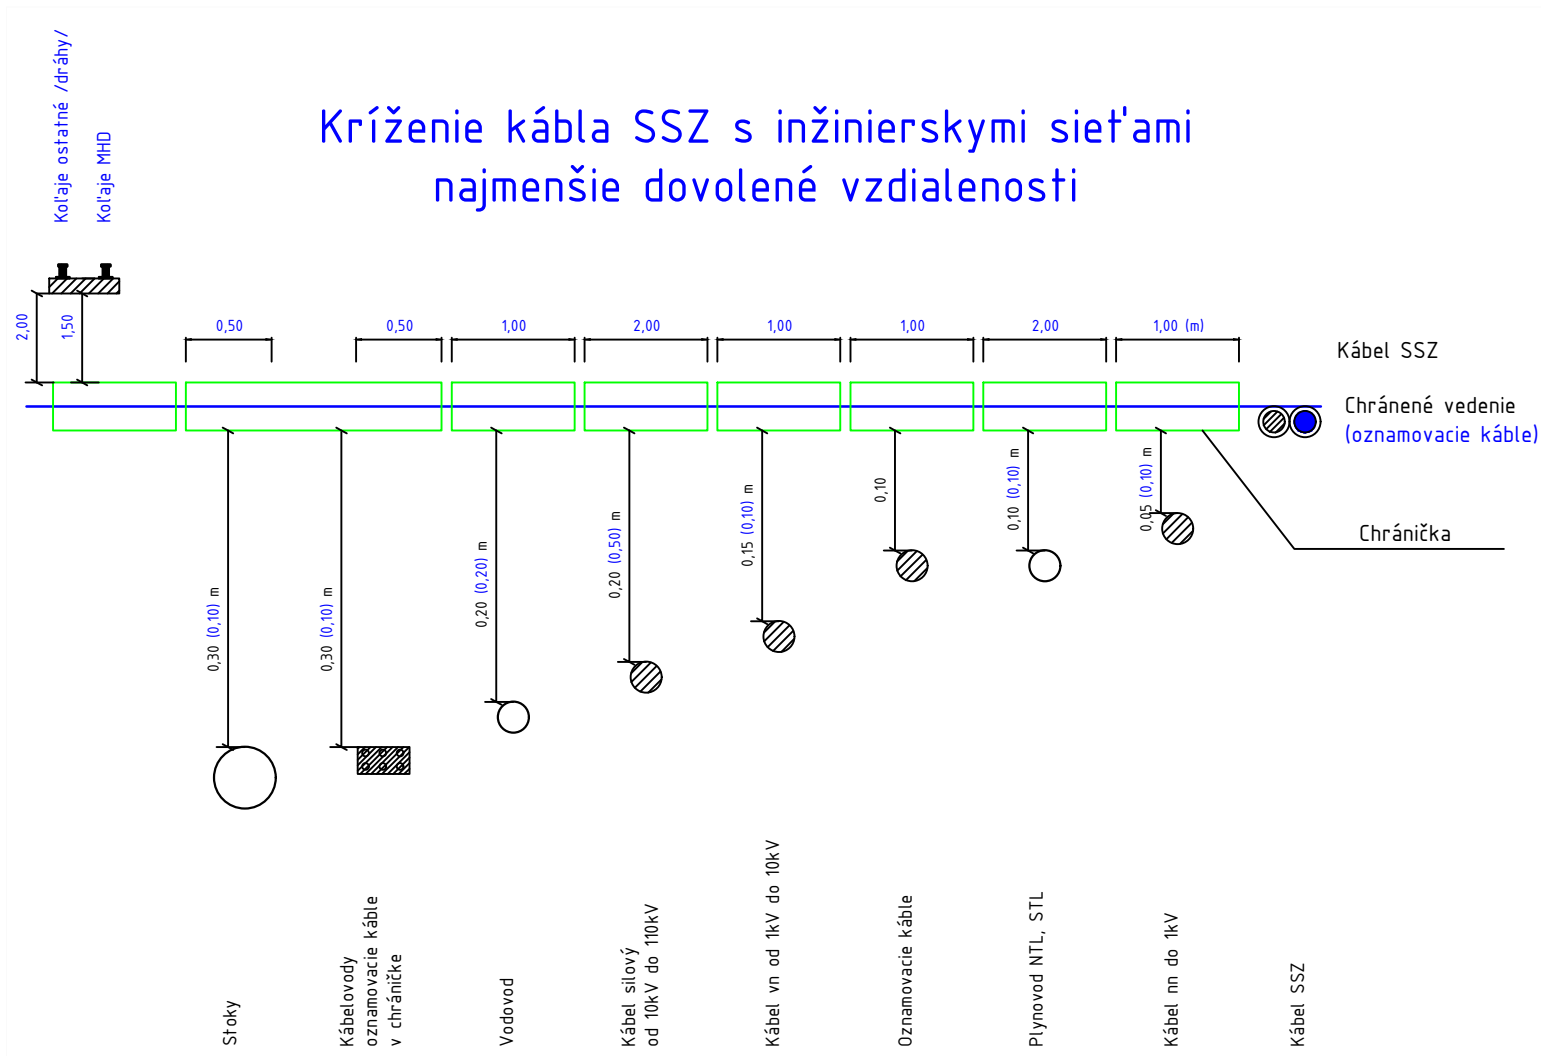 Koľaje ostatné /dráhy/
Koľaje MHD
Kríženie kábla SSZ s inžinierskymi sieťami
najmenšie dovolené vzdialenosti
2,00
1,50
0,50
0,50
1,00
2,00
1,00
1,00
2,00
1,00 (m)
Kábel SSZ
Chránené vedenie
(oznamovacie káble)
Chránička
0,30 (0,10) m
0,30 (0,10) m
0,20 (0,20) m
0,20 (0,50) m
0,15 (0,10) m
0,10
0,10 (0,10) m
0,05 (0,10) m
Stoky
Kábelovody
oznamovacie káble
v chráničke
Vodovod
Kábel silový
od 10kV do 110kV
Kábel vn od 1kV do 10kV
Oznamovacie káble
Plynovod NTL, STL
Kábel nn do 1kV
Kábel SSZ